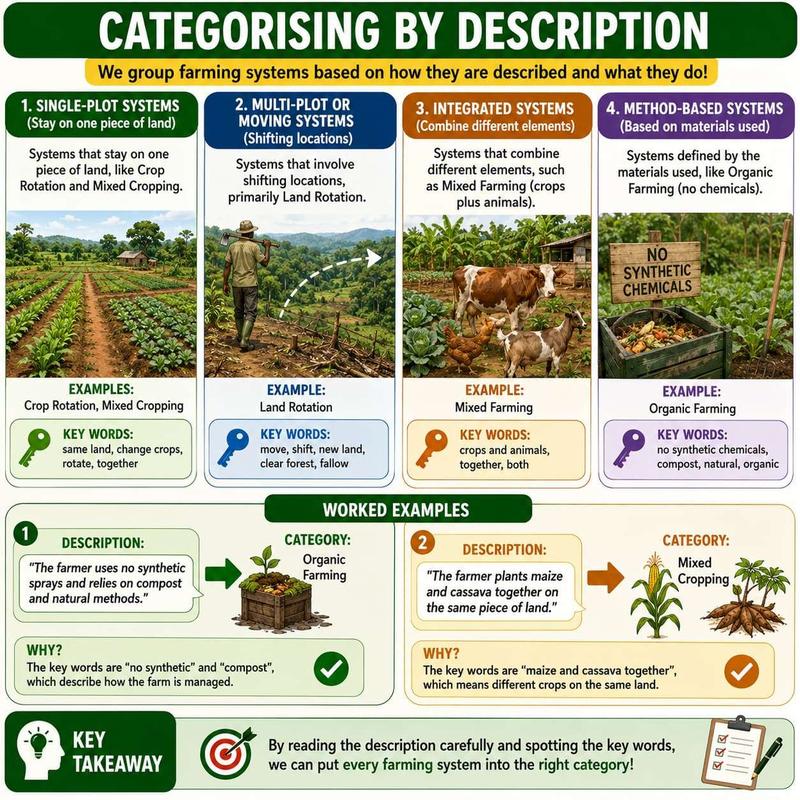 CATEGORISING BY DESCRIPTION
We group farming systems based on how they are described and what they do!
1. SINGLE-PLOT SYSTEMS
(Stay on one piece of land)
Systems that stay on one
piece of land, like Crop
Rotation and Mixed Cropping.
EXAMPLES:
Crop Rotation, Mixed Cropping
KEY WORDS:
same land, change crops,
rotate, together
2. MULTI-PLOT OR
MOVING SYSTEMS
(Shifting locations)
Systems that involve
shifting locations,
primarily Land Rotation.
EXAMPLE:
Land Rotation
KEY WORDS:
move, shift, new land,
clear forest, fallow
3. INTEGRATED SYSTEMS
(Combine different elements)
Systems that combine
different elements, such
as Mixed Farming (crops
plus animals).
EXAMPLE:
Mixed Farming
KEY WORDS:
crops and animals,
together, both
4. METHOD-BASED SYSTEMS
(Based on materials used)
Systems defined by the
materials used, like Organic
Farming (no chemicals).
NO
SYNTHETIC
CHEMICALS
EXAMPLE:
Organic Farming
KEY WORDS:
no synthetic chemicals,
compost, natural, organic
WORKED EXAMPLES
1
DESCRIPTION:
"The farmer uses no synthetic
sprays and relies on compost
and natural methods."
CATEGORY:
Organic
Farming
WHY?
The key words are "no synthetic" and "compost",
which describe how the farm is managed.
2
DESCRIPTION:
"The farmer plants maize
and cassava together on
the same piece of land."
CATEGORY:
Mixed
Cropping
WHY?
The key words are "maize and cassava together",
which means different crops on the same land.
KEY
TAKEAWAY
By reading the description carefully and spotting the key words,
we can put every farming system into the right category!